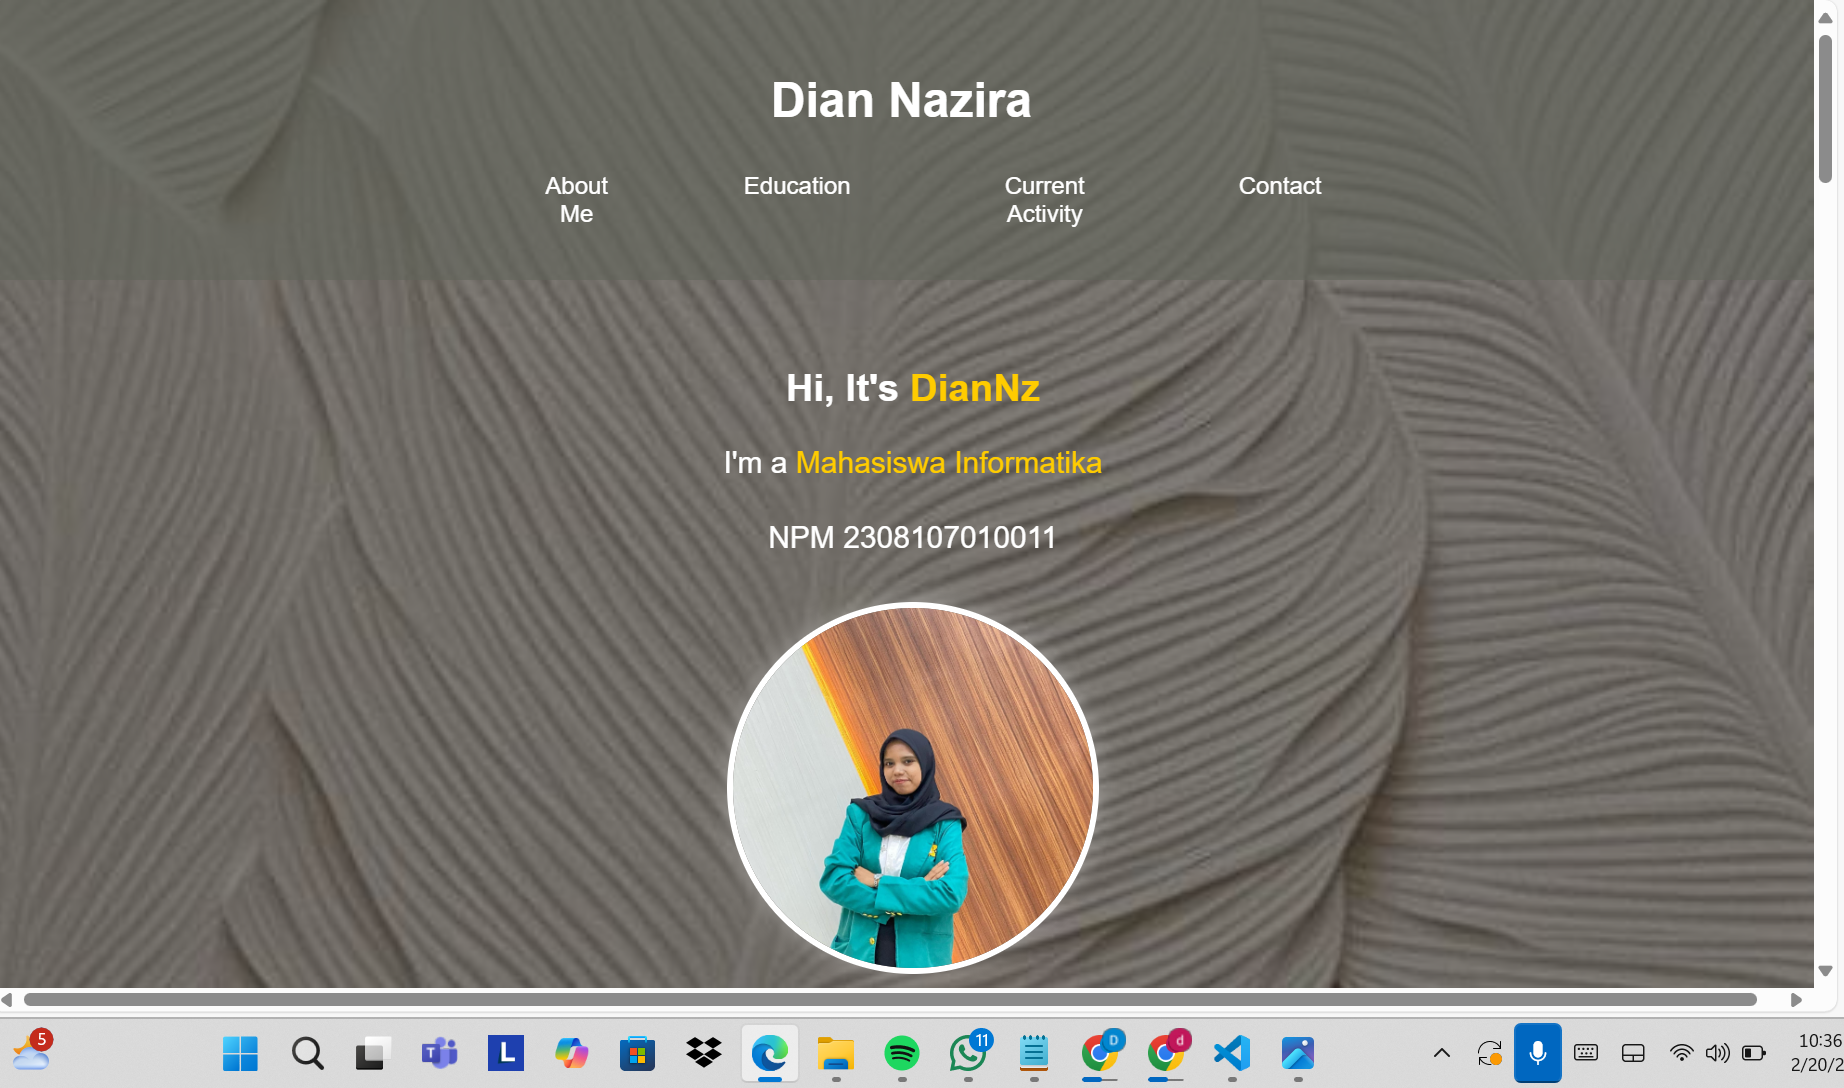 Dian Nazira
About
Me
Education
Current
Activity
Contact
Hi, It's DianNz
I'm a Mahasiswa Informatika
NPM 2308107010011
5
T
L
11
D
d
10:36
2/20/2